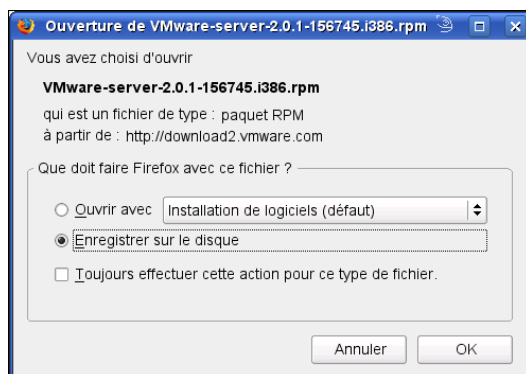 Ouverture de VMware-server-2.0.1-156745.i386.rpm
Vous avez choisi d'ouvrir
VMware-server-2.0.1-156745.i386.rpm
qui est un fichier de type : paquet RPM
à partir de : http://download2.vmware.com
Que doit faire Firefox avec ce fichier ?
Ouvrir avec Installation de logiciels (défaut)
Enregistrer sur le disque
Toujours effectuer cette action pour ce type de fichier.
Annuler OK